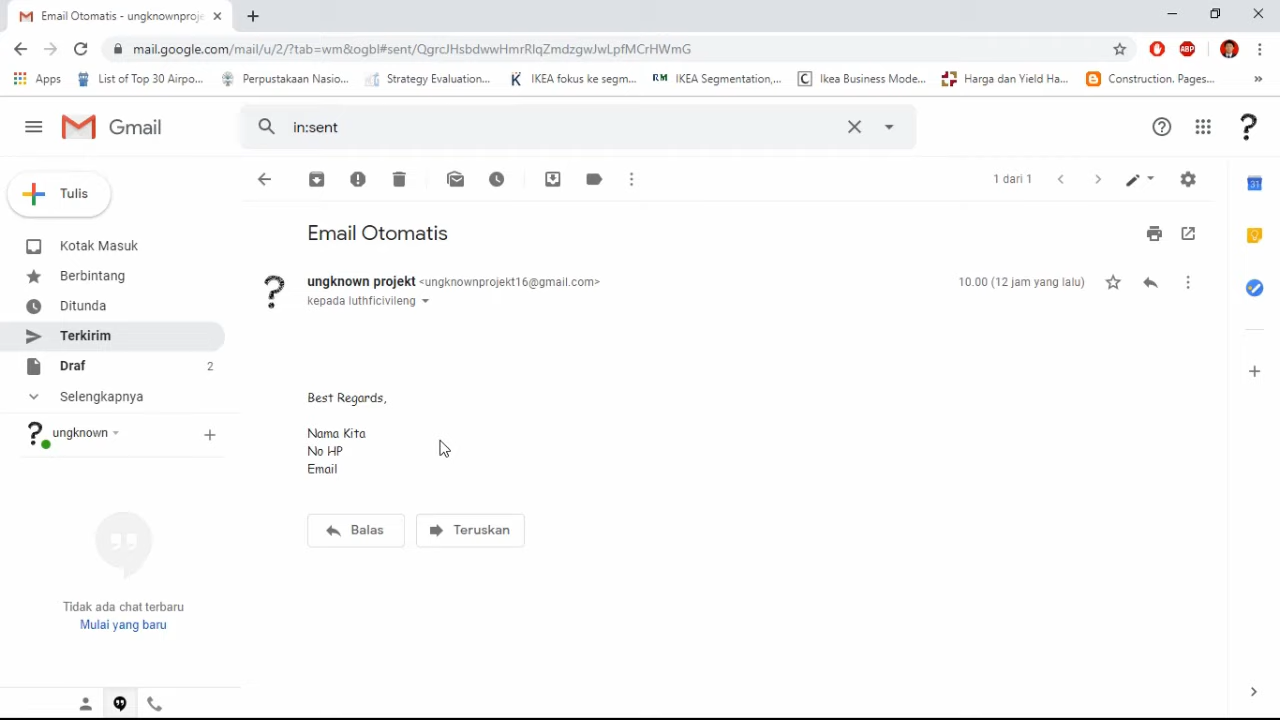 Email Otomatis - ungknownproj
mail.google.com/mail/u/2/?tab=wm&ogbl#sent/QgrcJHsbdwwHmrRlqZmdzgwJwLpfMCrHWmG
ABP
Apps
List of Top 30 Airpo...
Perpustakaan Nasio...
Strategy Evaluation...
K IKEA fokus ke segm...
RM IKEA Segmentation,...
C Ikea Business Mode...
Harga dan Yield Ha...
Construction. Pages...
Gmail
in:sent
Tulis
1 dari 1
31
Kotak Masuk
Berbintang
Ditunda
Terkirim
Draf 2
Selengkapnya
ungknown
Tidak ada chat terbaru
Mulai yang baru
Email Otomatis
ungknown projekt <ungknownprojekt16@gmail.com>
10.00 (12 jam yang lalu)
kepada luthficivileng
Best Regards,
Nama Kita
No HP
Email
Balas
Teruskan